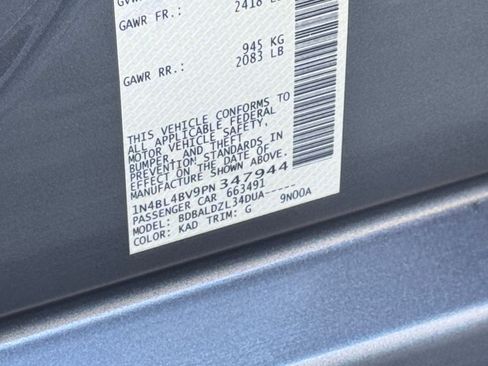 GAWR FR.: 2418 L
945 KG
GAWR RR.: 2083 LB
THIS VEHICLE CONFORMS TO
ALL APPLICABLE FEDERAL
MOTOR VEHICLE SAFETY,
BUMPER, AND THEFT
PREVENTION STANDARDS IN
EFFECT ON THE DATE OF
MANUFACTURE SHOWN ABOVE.
1N4BL4BV9PN347944
PASSENGER CAR 663491
MODEL: BDBALDZL34DUA-----
COLOR: KAD TRIM: G 9N00A